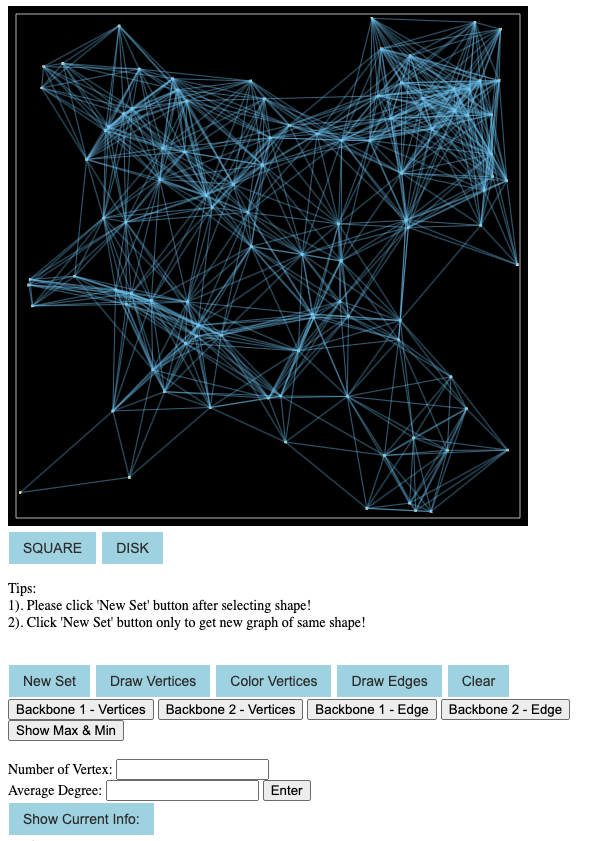 SQUARE DISK
Tips:
1). Please click 'New Set' button after selecting shape!
2). Click 'New Set' button only to get new graph of same shape!
New Set Draw Vertices Color Vertices Draw Edges Clear
Backbone 1 - Vertices Backbone 2 - Vertices Backbone 1 - Edge Backbone 2 - Edge
Show Max & Min
Number of Vertex:
Average Degree: Enter
Show Current Info: